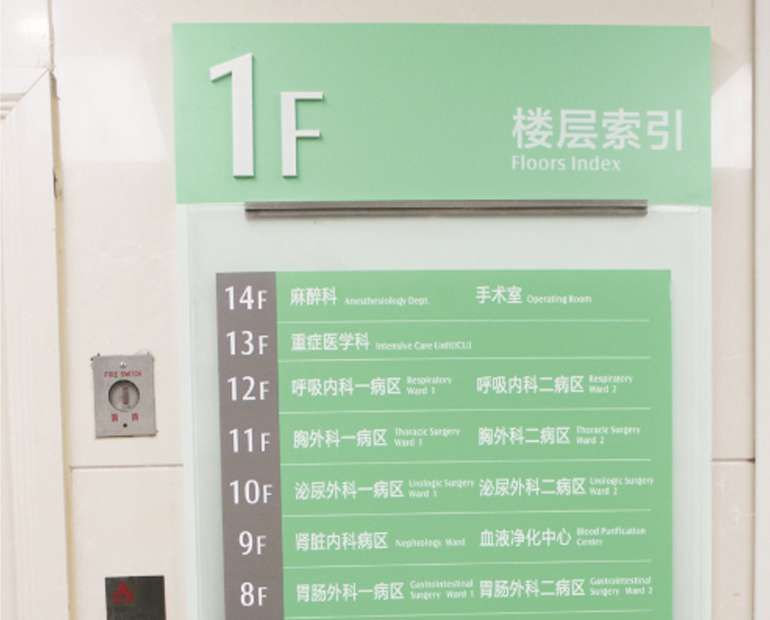 1F
楼层索引
Floors Index
14F 麻醉科 Anesthesiology Dept. 手术室 Operating Room
13F 重症医学科 Intensive Care Unit(ICU)
12F 呼吸内科一病区 Respiratory Ward 1 呼吸内科二病区 Respiratory Ward 2
11F 胸外科一病区 Thoracic Surgery Ward 1 胸外科二病区 Thoracic Surgery Ward 2
10F 泌尿外科一病区 Urologic Surgery Ward 1 泌尿外科二病区 Urologic Surgery Ward 2
9F 肾脏内科病区 Nephrology Ward 血液净化中心 Blood Purification Center
8F 胃肠外科一病区 Gastrointestinal Surgery Ward 1 胃肠外科二病区 Gastrointestinal Surgery Ward 2
FIRE SWITCH
消 防